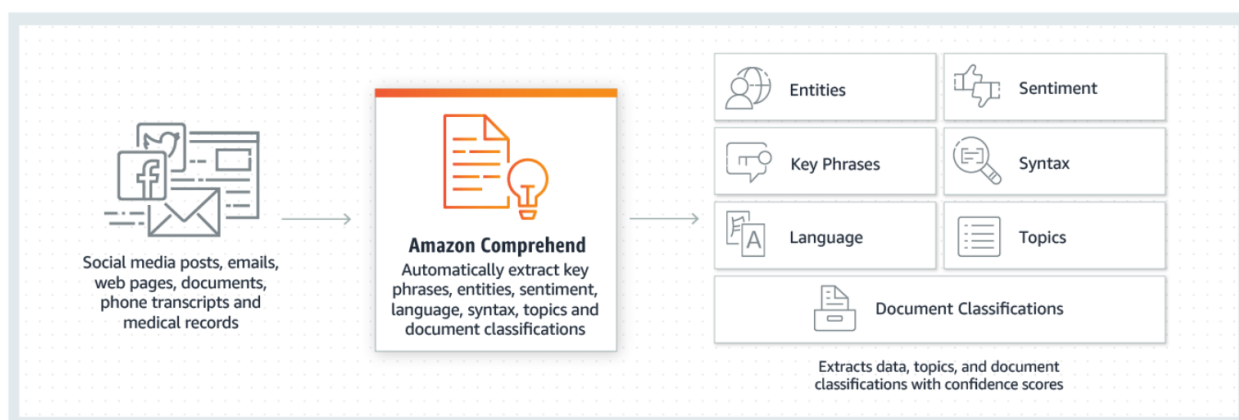 Social media posts, emails,
web pages, documents,
phone transcripts and
medical records
Amazon Comprehend
Automatically extract key
phrases, entities, sentiment,
language, syntax, topics and
document classifications
Entities
Sentiment
Key Phrases
Syntax
A
Language
Topics
Document Classifications
Extracts data, topics, and document
classifications with confidence scores